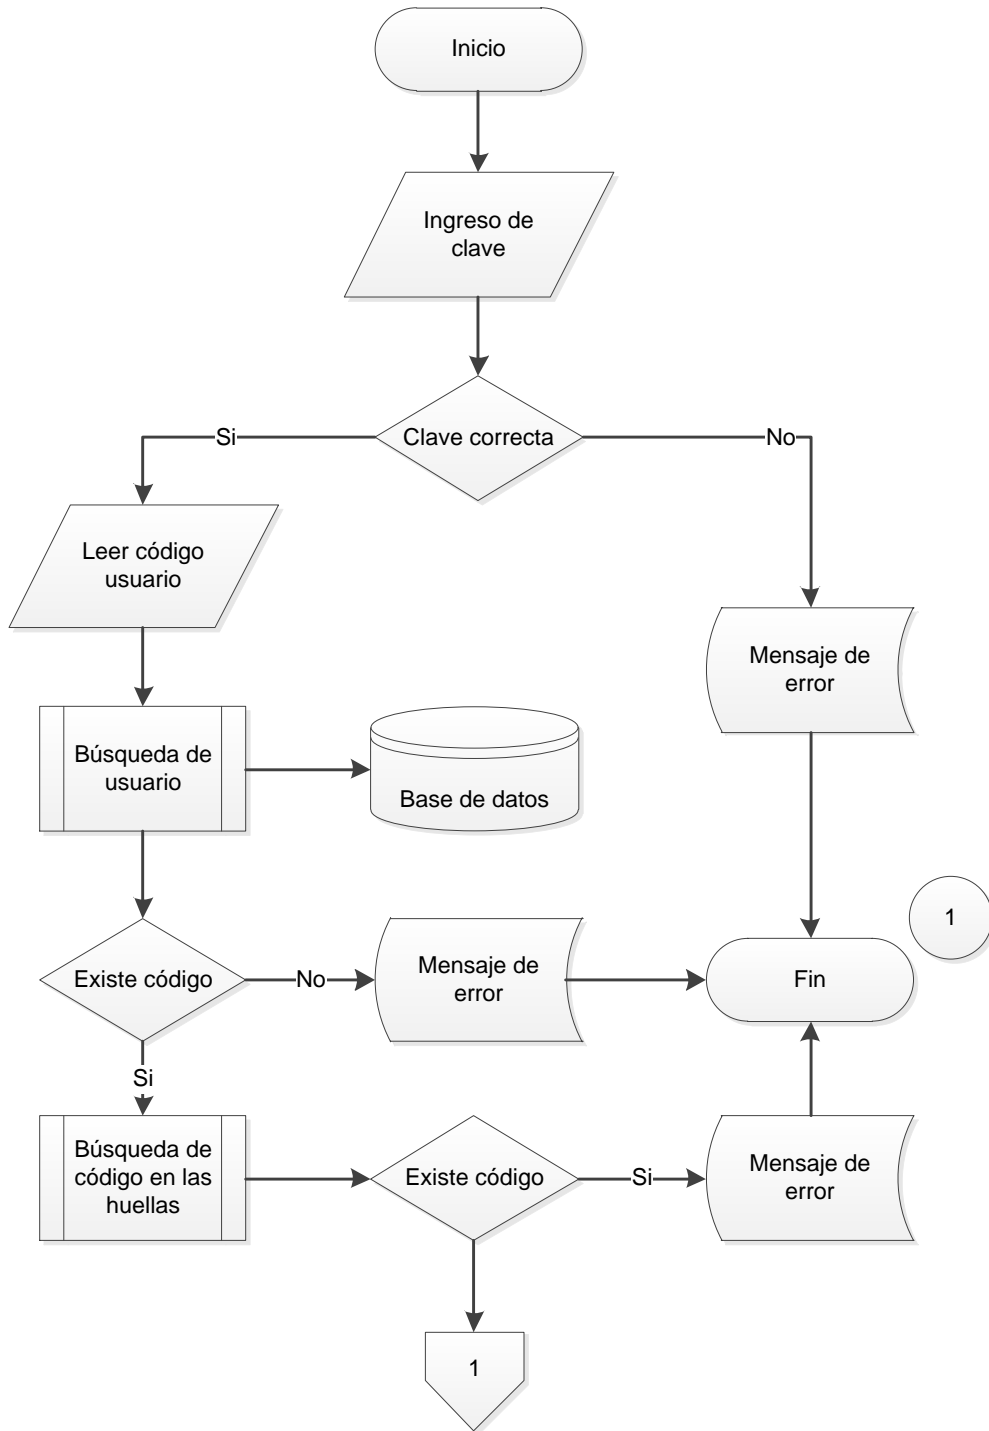 Inicio
Ingreso de
clave
Clave correcta
Si
No
Leer código
usuario
Mensaje de
error
Búsqueda de
usuario
Base de datos
1
Existe código
No
Mensaje de
error
Fin
Si
Búsqueda de
código en las
huellas
Existe código
Si
Mensaje de
error
1